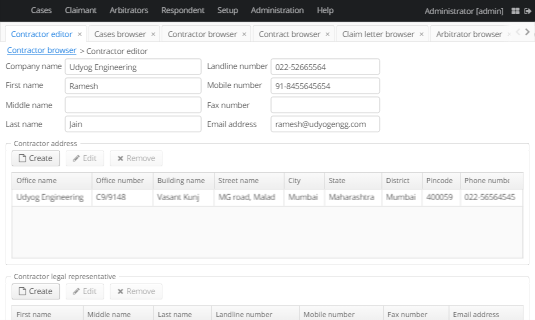 Cases Claimant Arbitrators Respondent Setup Administration Help Administrator [admin]
Contractor editor × Cases browser × Contractor browser × Contract browser × Claim letter browser × Arbitrator browser
Contractor browser > Contractor editor
Company name Udyog Engineering Landline number 022-52665564
First name Ramesh Mobile number 91-8455645654
Middle name Fax number
Last name Jain Email address ramesh@udyogengg.com
Contractor address
Create Edit Remove
Office name Office number Building name Street name City State District Pincode Phone numbe
Udyog Engineering C9/9148 Vasant Kunj MG road, Malad Mumbai Maharashtra Mumbai 400059 022-56564545
Contractor legal representative
Create Edit Remove
First name Middle name Last name Landline number Mobile number Fax number Email address